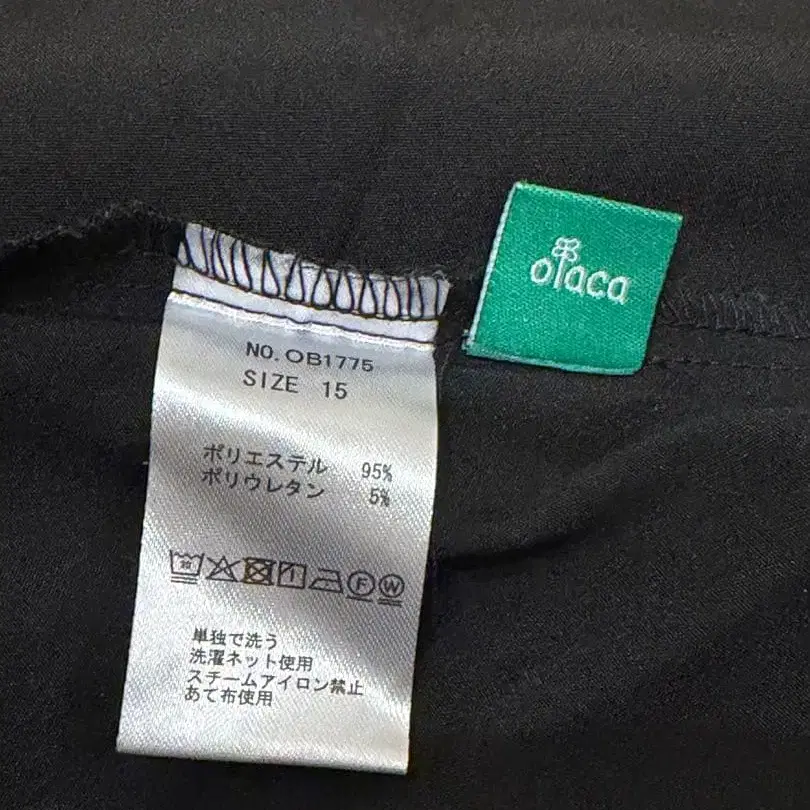 olaca
NO. OB1775
SIZE 15
ポリエステル 95%
ポリウレタン 5%
F W
単独で洗う
洗濯ネット使用
スチームアイロン禁止
あて布使用